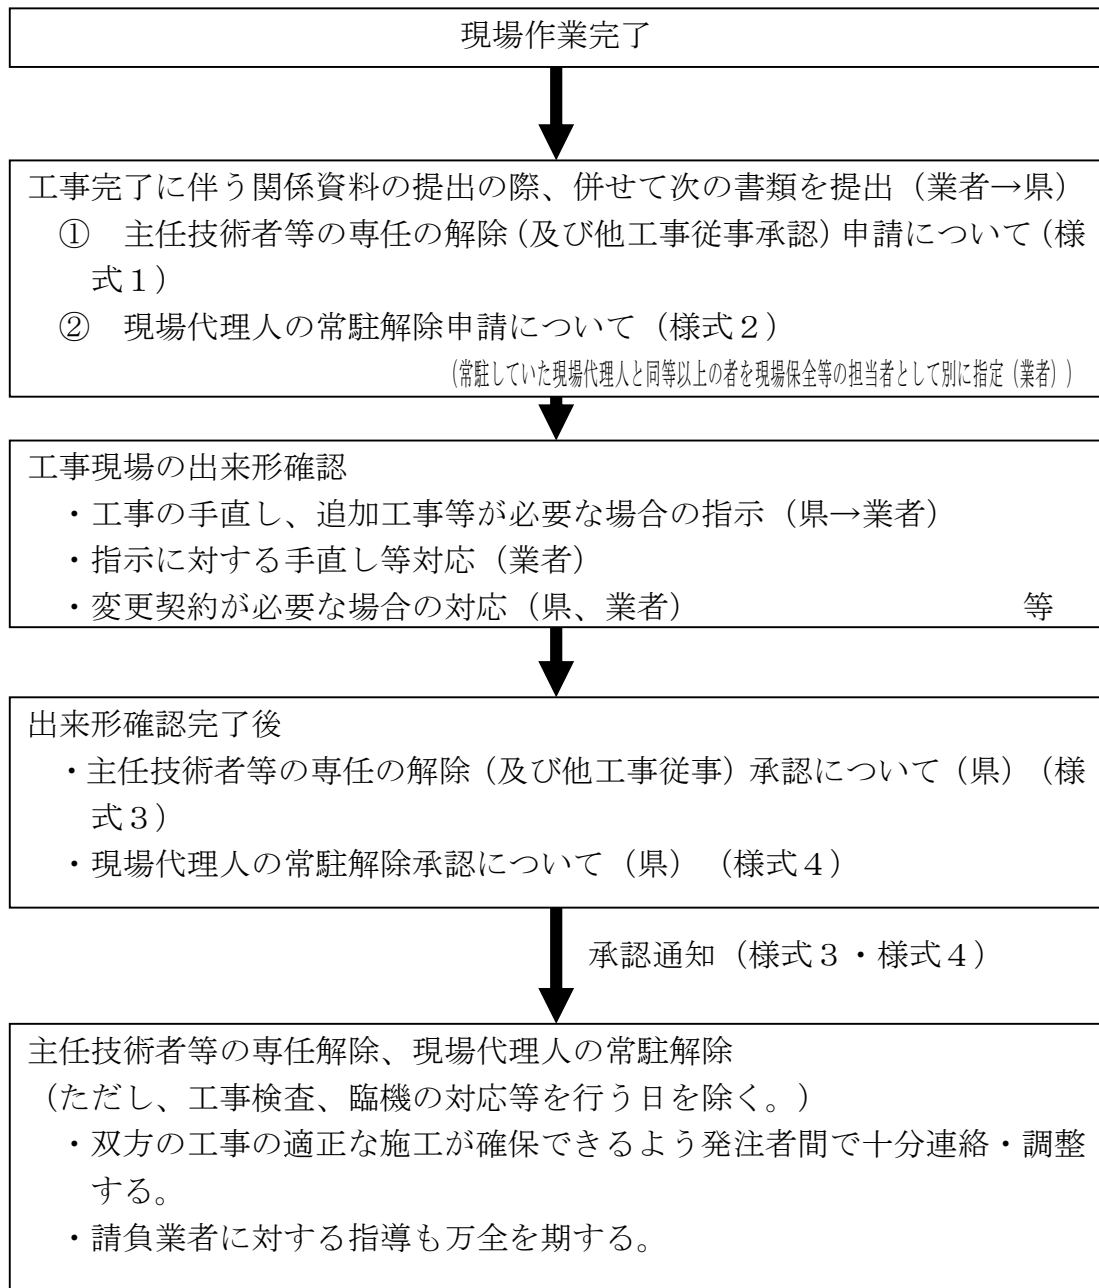 現場作業完了
工事完了に伴う関係資料の提出の際、併せて次の書類を提出（業者→県）
①　主任技術者等の専任の解除（及び他工事従事承認）申請について（様
式１）
②　現場代理人の常駐解除申請について（様式２）
（常駐していた現場代理人と同等以上の者を現場保全等の担当者として別に指定（業者））
工事現場の出来形確認
・工事の手直し、追加工事等が必要な場合の指示（県→業者）
・指示に対する手直し等対応（業者）
・変更契約が必要な場合の対応（県、業者）　　　　　　　　　　等
出来形確認完了後
・主任技術者等の専任の解除（及び他工事従事）承認について（県）（様
式３）
・現場代理人の常駐解除承認について（県）（様式４）
承認通知（様式３・様式４）
主任技術者等の専任解除、現場代理人の常駐解除
（ただし、工事検査、臨機の対応等を行う日を除く。）
・双方の工事の適正な施工が確保できるよう発注者間で十分連絡・調整
する。
・請負業者に対する指導も万全を期する。